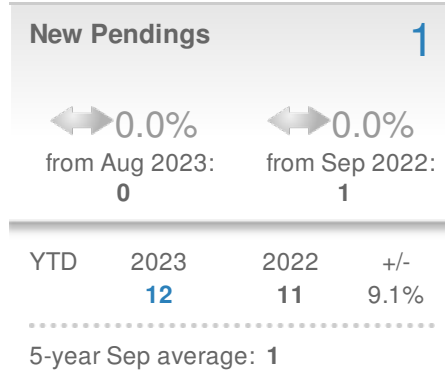 New Pendings 1
0.0% 0.0%
from Aug 2023: from Sep 2022:
0 1
YTD 2023 2022 +/-
12 11 9.1%
5-year Sep average: 1